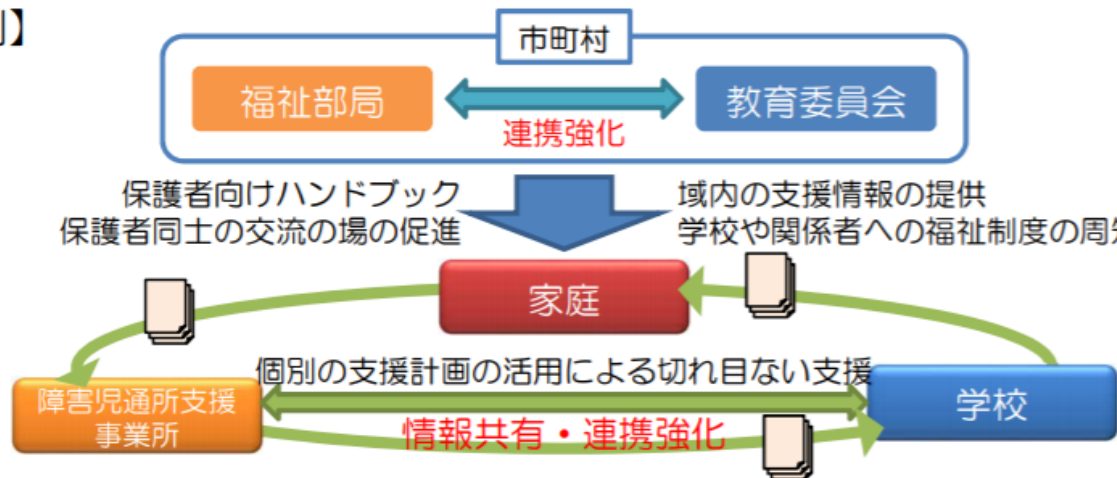 】
市町村
福祉部局
教育委員会
連携強化
保護者向けハンドブック
保護者同士の交流の場の促進
域内の支援情報の提供
学校や関係者への福祉制度の周
家庭
個別の支援計画の活用による切れ目ない支援
障害児通所支援
事業所
学校
情報共有・連携強化